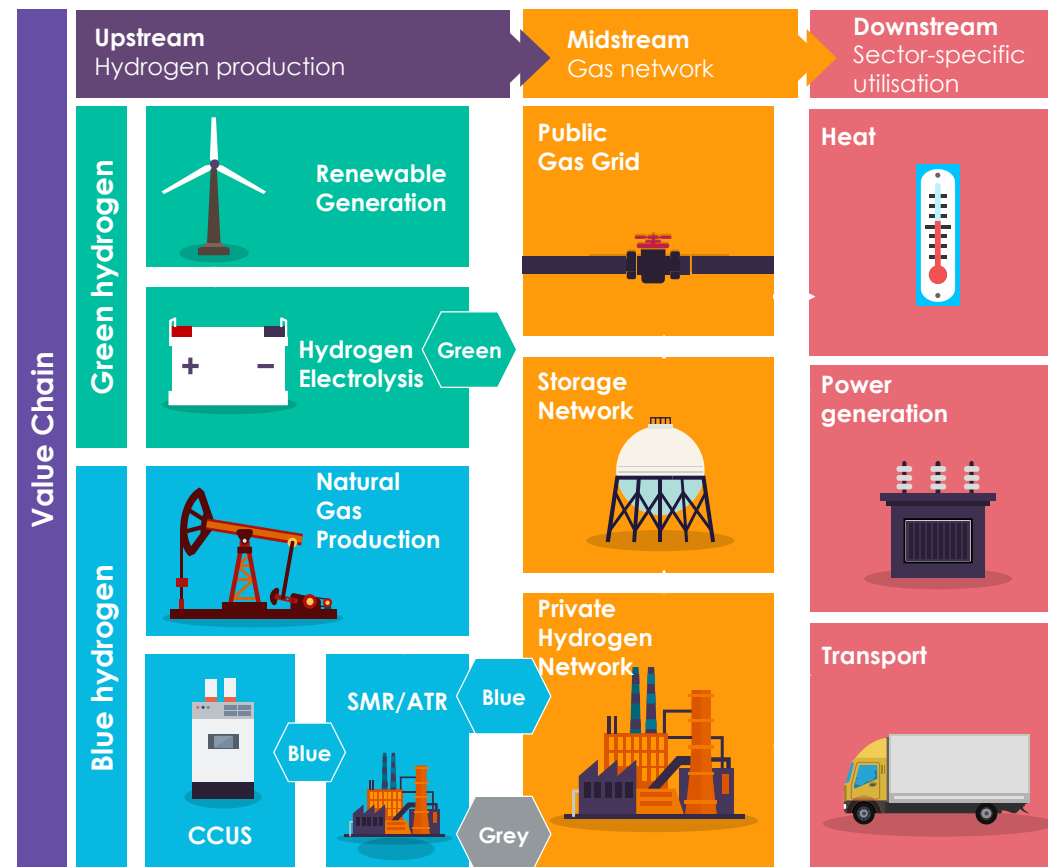 Value Chain
Upstream
Hydrogen production
Midstream
Gas network
Downstream
Sector-specific
utilisation
Green hydrogen
Renewable
Generation
Hydrogen
Electrolysis
Green
Blue hydrogen
Natural
Gas
Production
CCUS
Blue
SMR/ATR
Blue
Grey
Public
Gas Grid
Storage
Network
Private
Hydrogen
Network
Heat
Power
generation
Transport
+
−